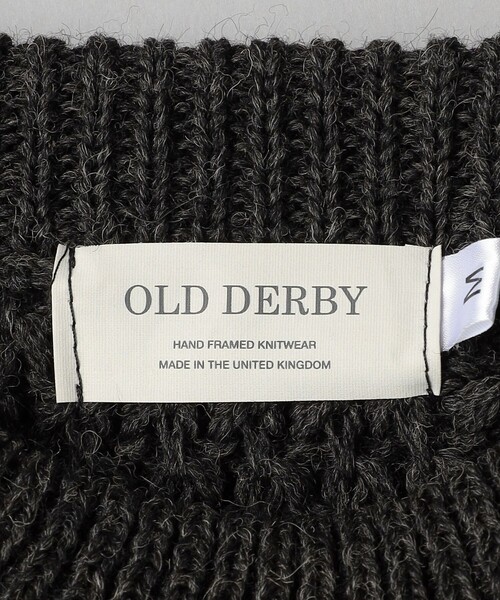 OLD DERBY
HAND FRAMED KNITWEAR
MADE IN THE UNITED KINGDOM
M